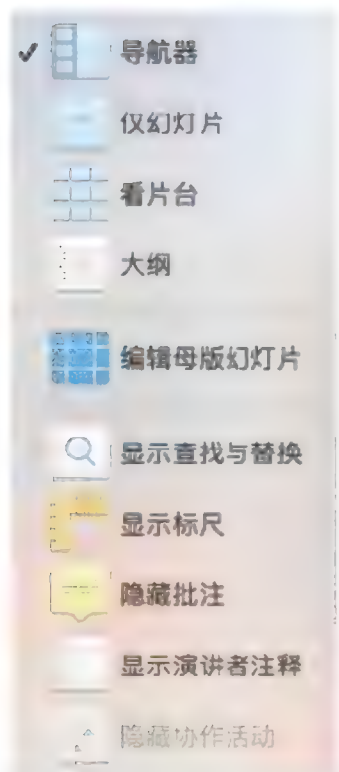 导航器
仅幻灯片
看片台
大纲
编辑母版幻灯片
显示查找与替换
显示标尺
隐藏批注
显示演讲者注释
隐藏协作活动